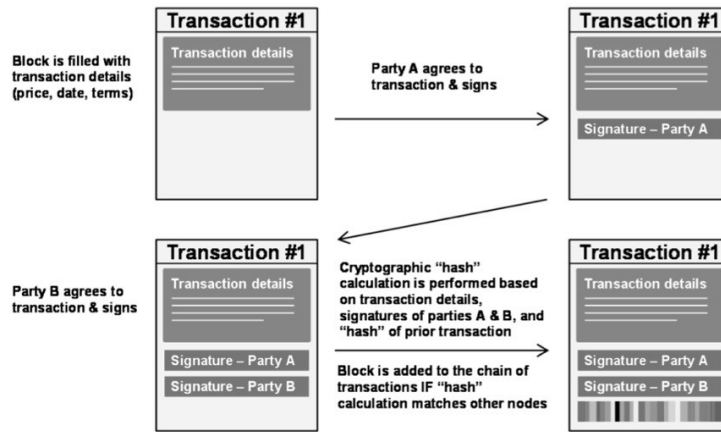 Transaction #1
Transaction details
Block is filled with
transaction details
(price, date, terms)
Party A agrees to
transaction & signs
Transaction #1
Transaction details
Signature – Party A
Transaction #1
Transaction details
Signature – Party A
Signature – Party B
Party B agrees to
transaction & signs
Cryptographic “hash”
calculation is performed based
on transaction details,
signatures of parties A & B, and
“hash” of prior transaction
Block is added to the chain of
transactions IF “hash”
calculation matches other nodes
Transaction #1
Transaction details
Signature – Party A
Signature – Party B